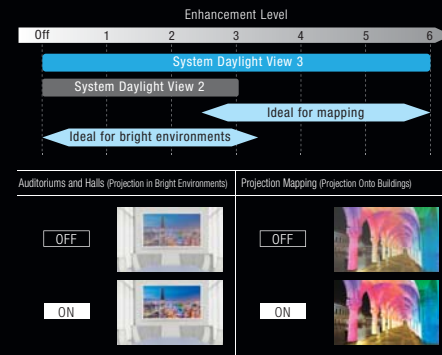 Enhancement Level
Off 1 2 3 4 5 6
System Daylight View 3
System Daylight View 2
Ideal for mapping
Ideal for bright environments
Auditoriums and Halls (Projection in Bright Environments)
Projection Mapping (Projection Onto Buildings)
OFF
OFF
ON
ON